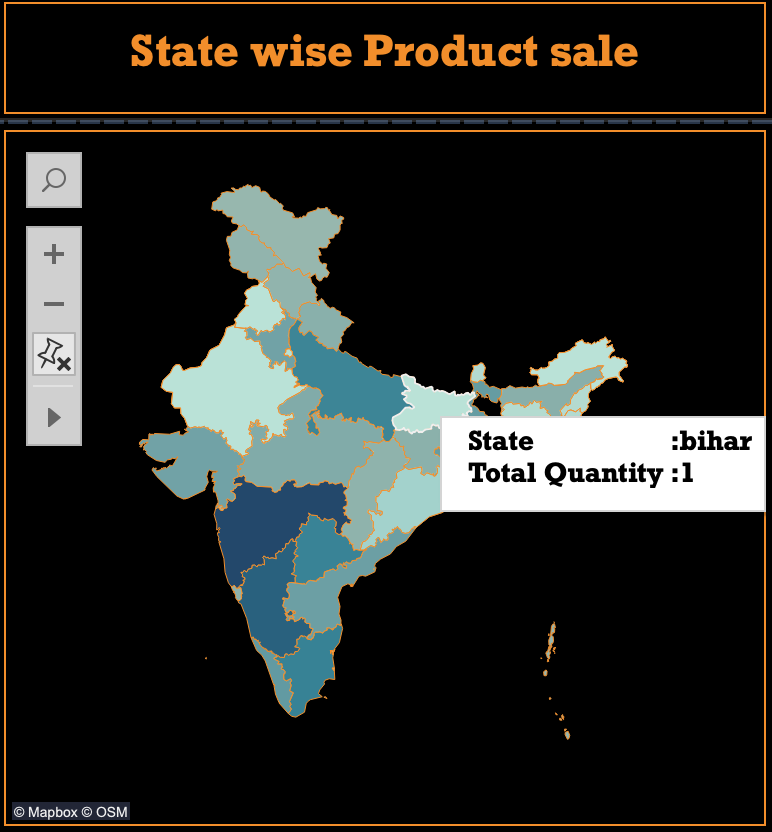 State wise Product sale
State :bihar
Total Quantity :1
© Mapbox © OSM